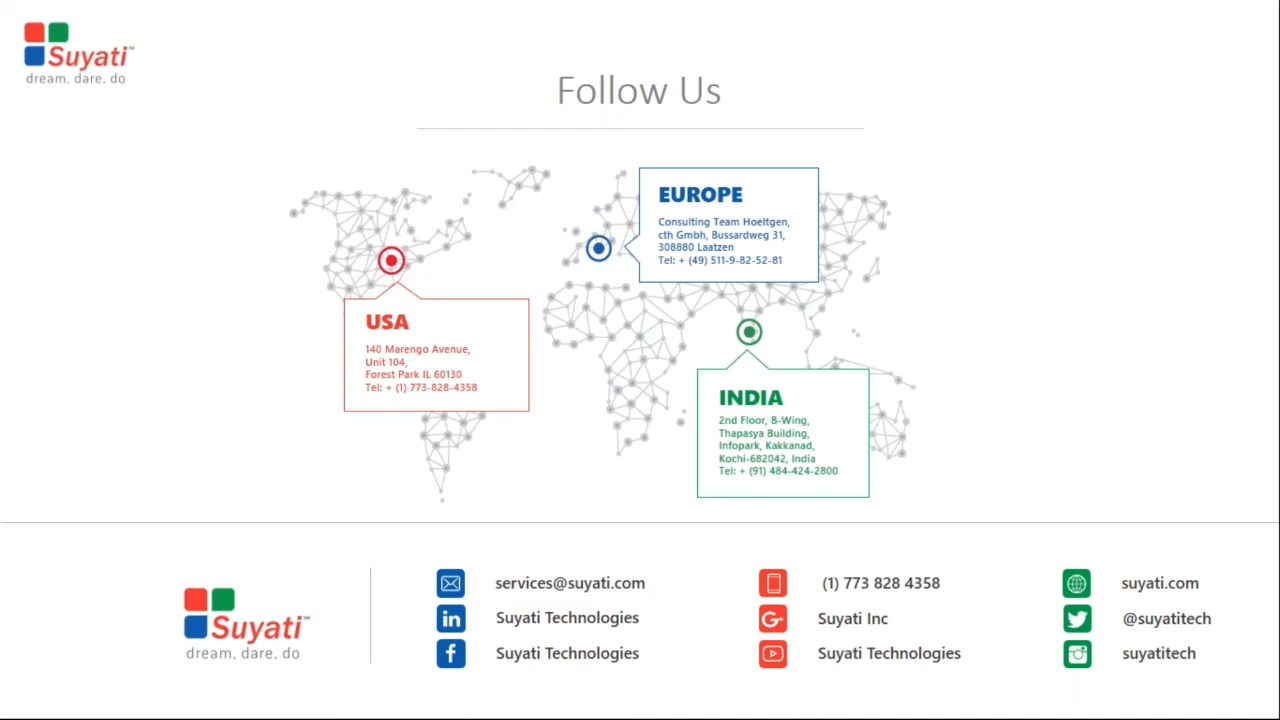 Suyati™
dream. dare. do
Follow Us
EUROPE
Consulting Team Hoeltgen,
cth Gmbh, Bussardweg 31,
308880 Laatzen
Tel: + (49) 511-9-82-52-81
USA
140 Marengo Avenue,
Unit 104,
Forest Park IL 60130
Tel: + (1) 773-828-4358
INDIA
2nd Floor, B-Wing,
Thapasya Building,
Infopark, Kakkanad,
Kochi-682042, India
Tel: + (91) 484-424-2800
Suyati™
dream. dare. do
services@suyati.com
in Suyati Technologies
f Suyati Technologies
(1) 773 828 4358
G+ Suyati Inc
Suyati Technologies
suyati.com
@suyatitech
suyatitech